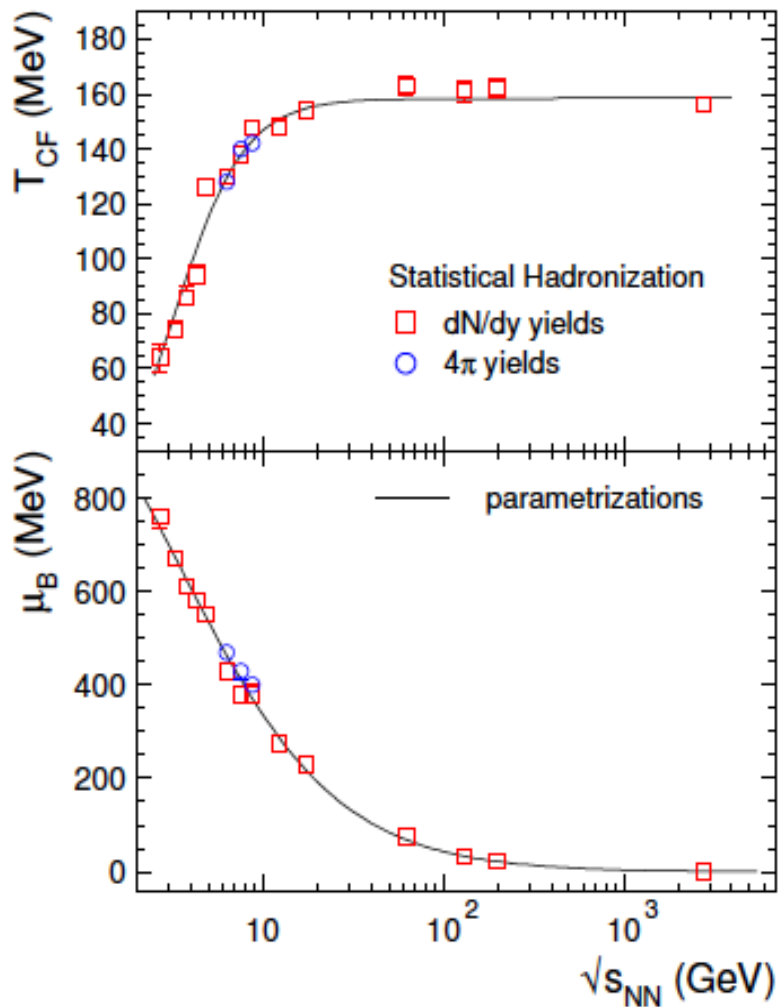 T_CF (MeV)
180
160
140
120
100
80
60
40
Statistical Hadronization
dN/dy yields
4π yields
μ_B (MeV)
800
600
400
200
0
parametrizations
10
10²
10³
√s_NN (GeV)